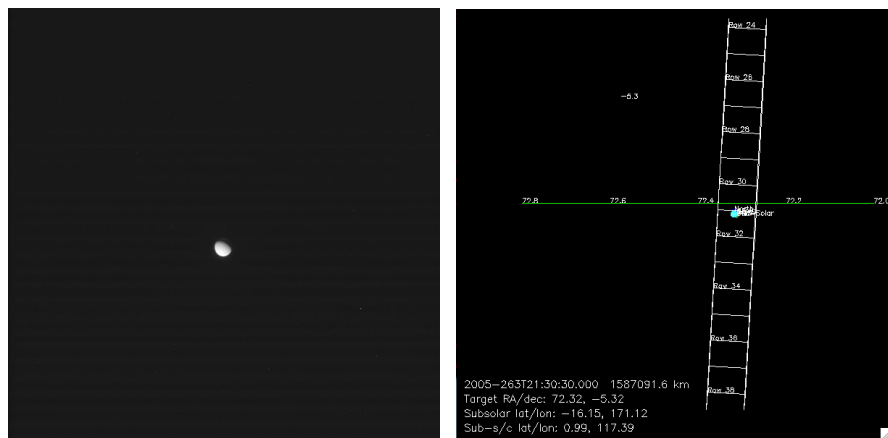 Row 24
Row 26
-5.3
Row 28
Row 30
72.8 72.6 72.4 72.2 72.0
North
Solar
Row 32
Row 34
Row 36
Row 38
2005-263T21:30:30.000 1587091.6 km
Target RA/dec: 72.32, -5.32
Subsolar lat/lon: -16.15, 171.12
Sub-s/c lat/lon: 0.99, 117.39